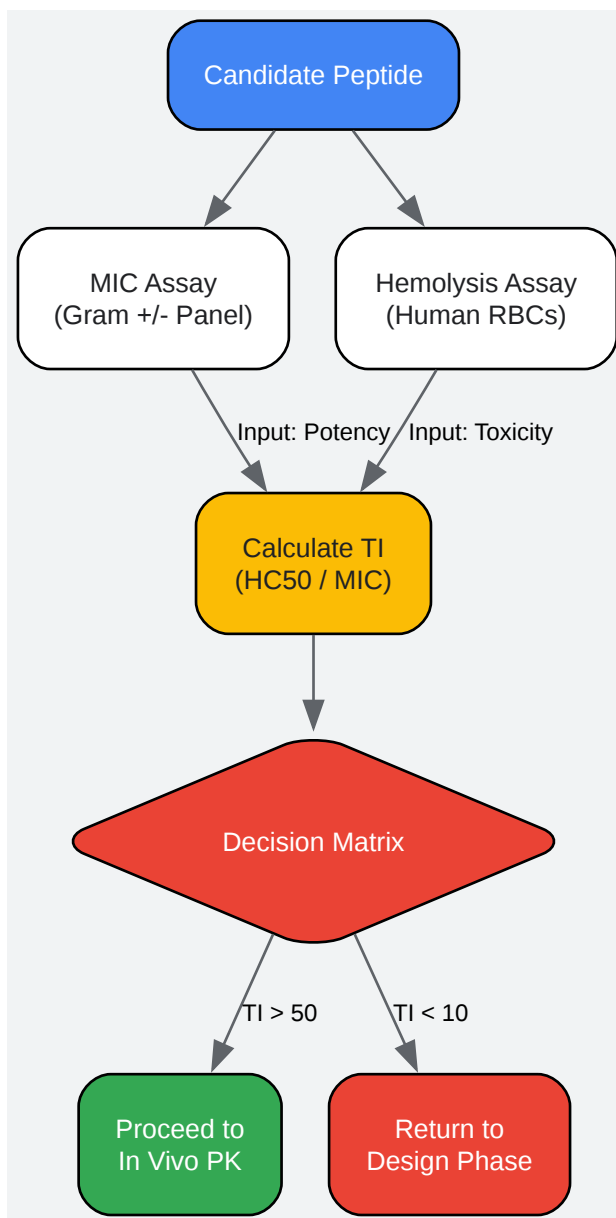 Candidate Peptide
MIC Assay
(Gram +/- Panel)
Hemolysis Assay
(Human RBCs)
Input: Potency
Input: Toxicity
Calculate TI
(HC50 / MIC)
Decision Matrix
TI > 50
TI < 10
Proceed to
In Vivo PK
Return to
Design Phase